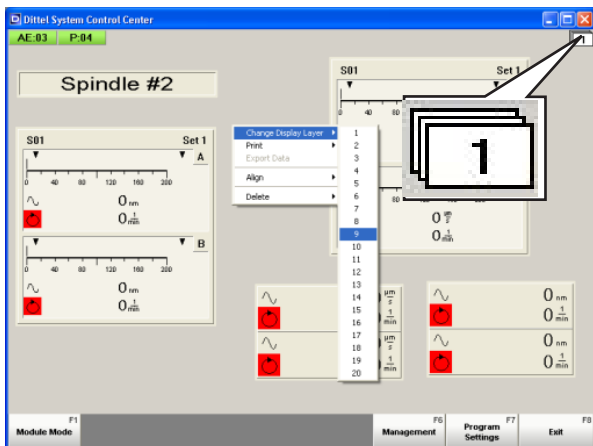 Dittel System Control Center
AE:03 P:04
1
Spindle #2
S01 Set 1
A
0 40 80 120 160 200
0 nm
0 1/min
B
0 40 80 120 160 200
0 nm
0 1/min
S01 Set 1
0 40 80
1
80
0 µm/s
0 1/min
Change Display Layer
Print
Export Data
Align
Delete
1
2
3
4
5
6
7
8
9
10
11
12
13
14
15
16
17
18
19
20
µm/s
1/min
µm/s
1/min
0 nm
0 1/min
0 nm
0 1/min
F1
Module Mode
F6
Management
F7
Program
Settings
F8
Exit